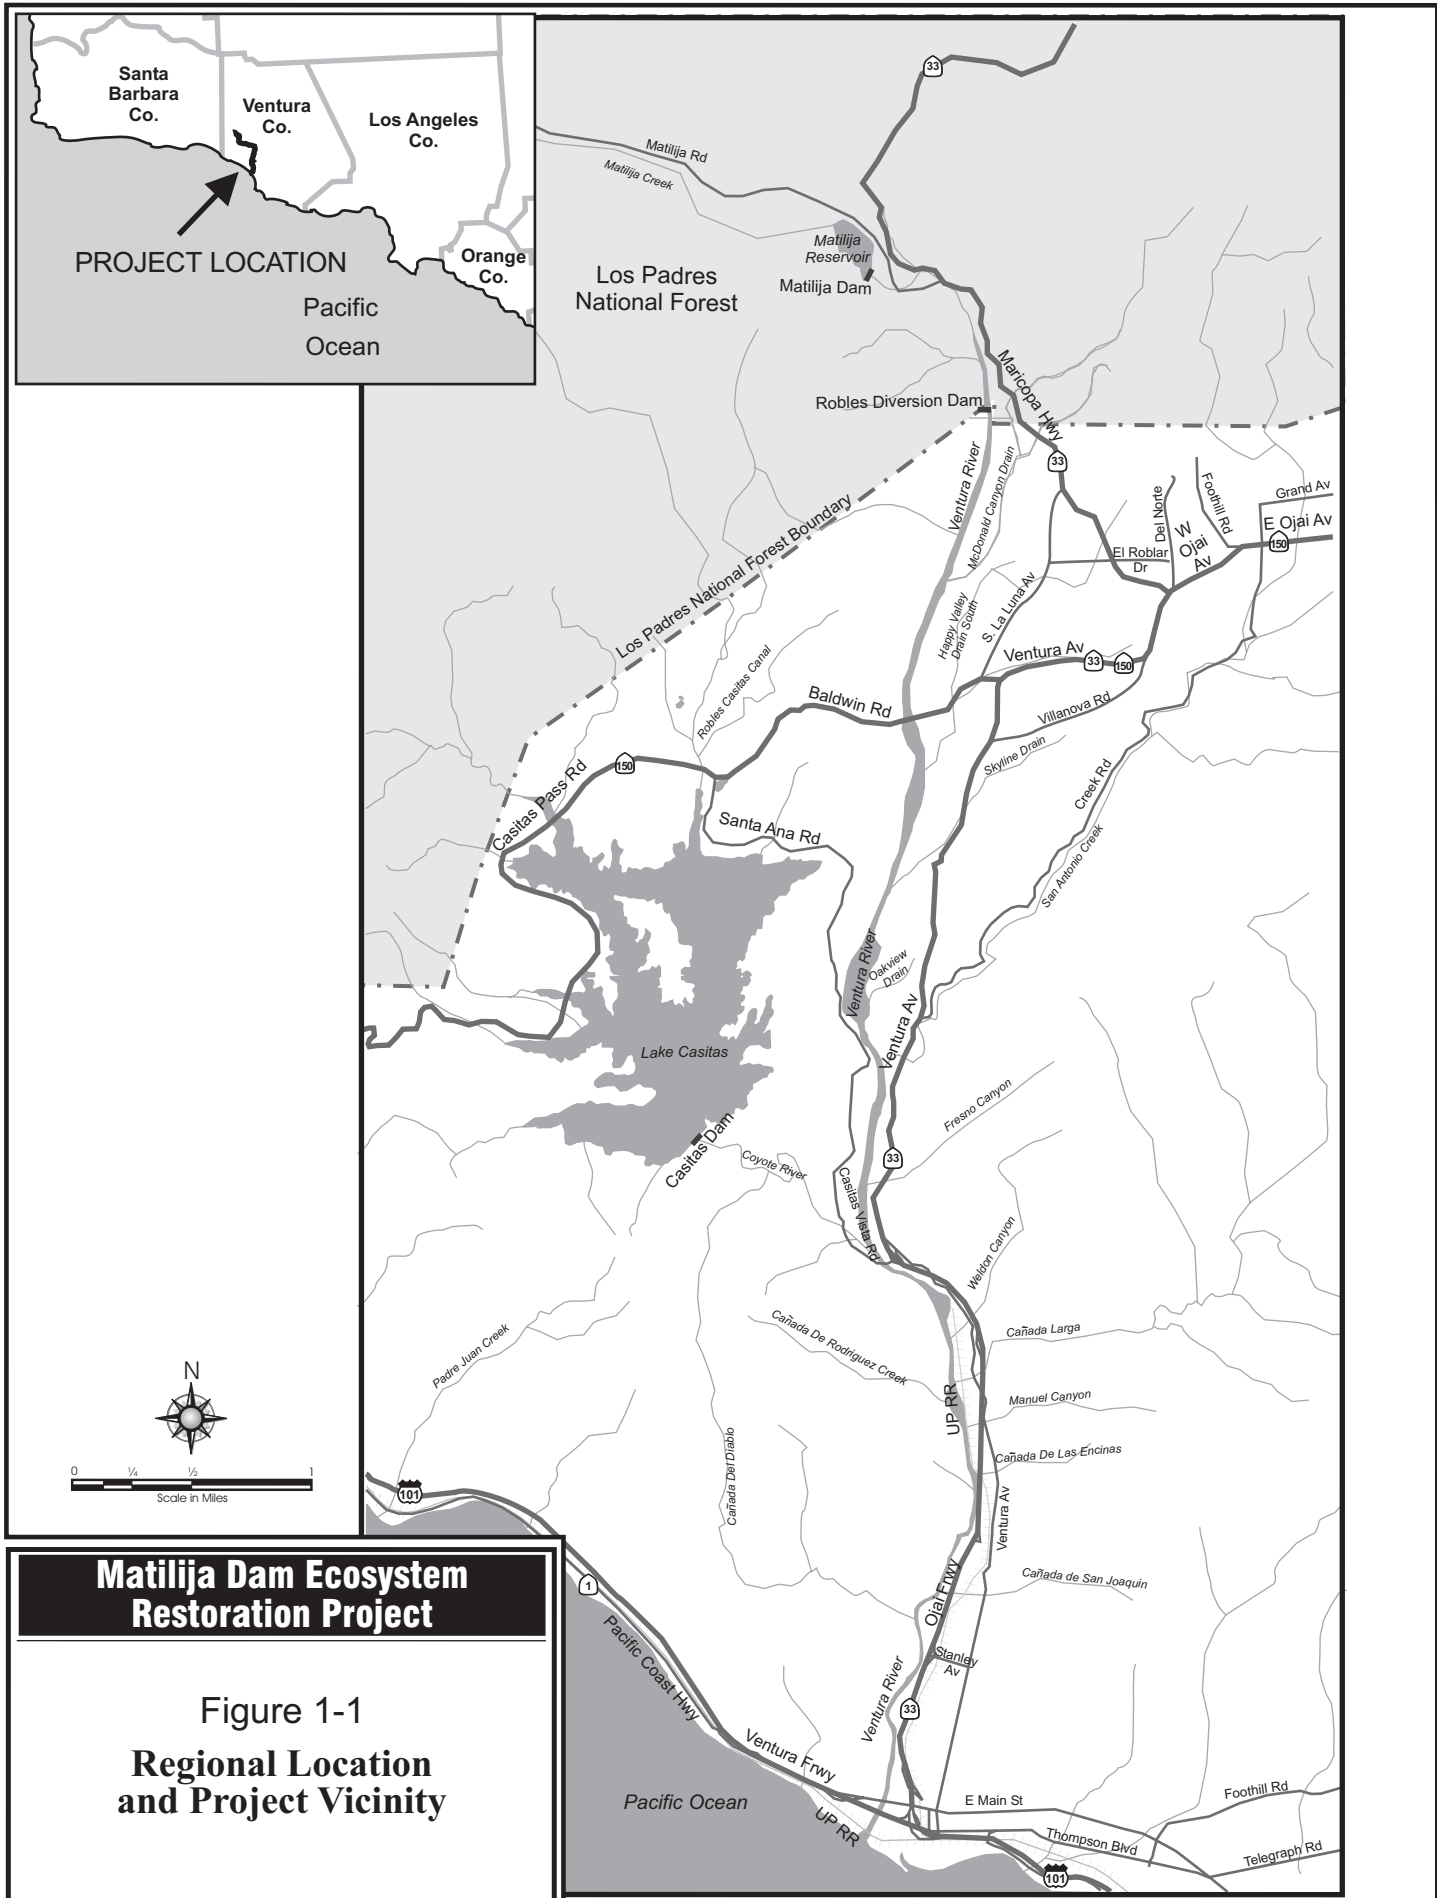 Santa
Barbara
Co.
Ventura
Co.
Los Angeles
Co.
Orange
Co.
PROJECT LOCATION
Pacific
Ocean
33
Matilija Rd
Matilija Creek
Matilija
Reservoir
Matilija Dam
Los Padres
National Forest
Maricopa Hwy
Robles Diversion Dam
33
Ventura River
McDonald Canyon Drain
Los Padres National Forest Boundary
Del Norte
Foothill Rd
Grand Av
E Ojai Av
150
W
Ojai
Av
El Roblar
Dr
Happy Valley
Drain South
S. La Luna Av
Ventura Av
33
150
Robles Casitas Canal
Baldwin Rd
Villanova Rd
Skyline Drain
Creek Rd
San Antonio Creek
150
Casitas Pass Rd
Santa Ana Rd
Ventura River
Oakview
Drain
Ventura Av
Lake Casitas
Casitas Dam
Coyote River
Fresno Canyon
33
Casitas Vista Rd
Weldon Canyon
Cañada Larga
Cañada De Rodriguez Creek
Padre Juan Creek
UP RR
Manuel Canyon
Cañada De Las Encinas
Cañada Del Diablo
Ventura Av
N
0
¼
½
1
Scale in Miles
101
1
Pacific Coast Hwy
Cañada de San Joaquin
Ojai Frwy
Stanley
Av
Ventura River
33
Ventura Frwy
Pacific Ocean
UP RR
E Main St
Foothill Rd
Thompson Blvd
Telegraph Rd
101
Matilija Dam Ecosystem
Restoration Project
Figure 1-1
Regional Location
and Project Vicinity